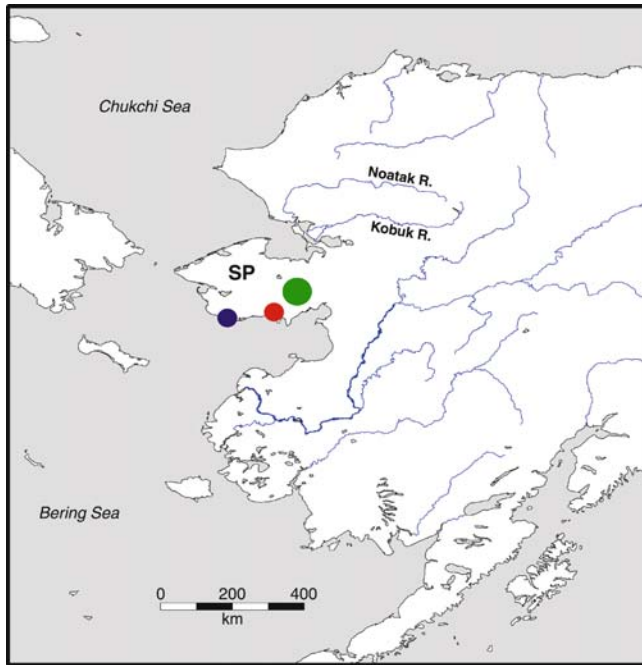 Chukchi Sea
Noatak R.
Kobuk R.
SP
Bering Sea
0 200 400
km